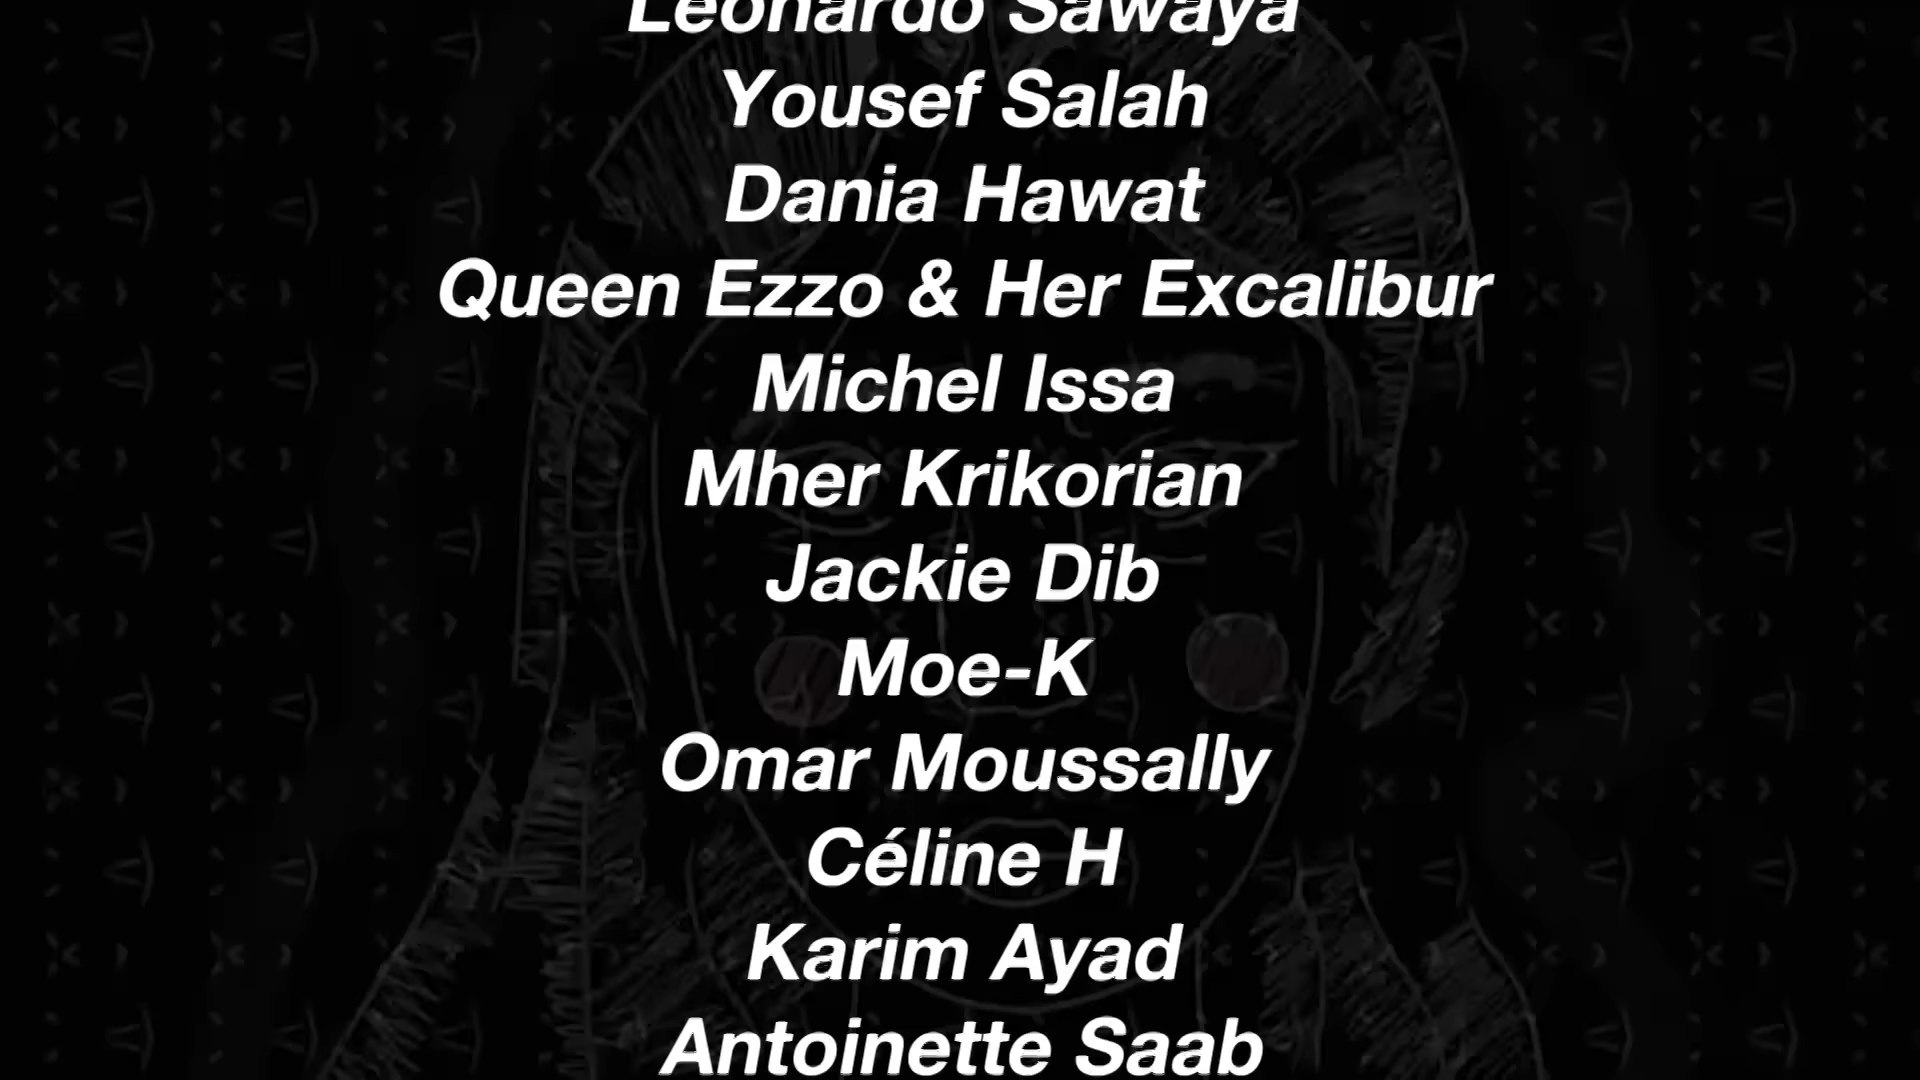 Leonardo Sawaya
Yousef Salah
Dania Hawat
Queen Ezzo & Her Excalibur
Michel Issa
Mher Krikorian
Jackie Dib
Moe-K
Omar Moussally
Céline H
Karim Ayad
Antoinette Saab